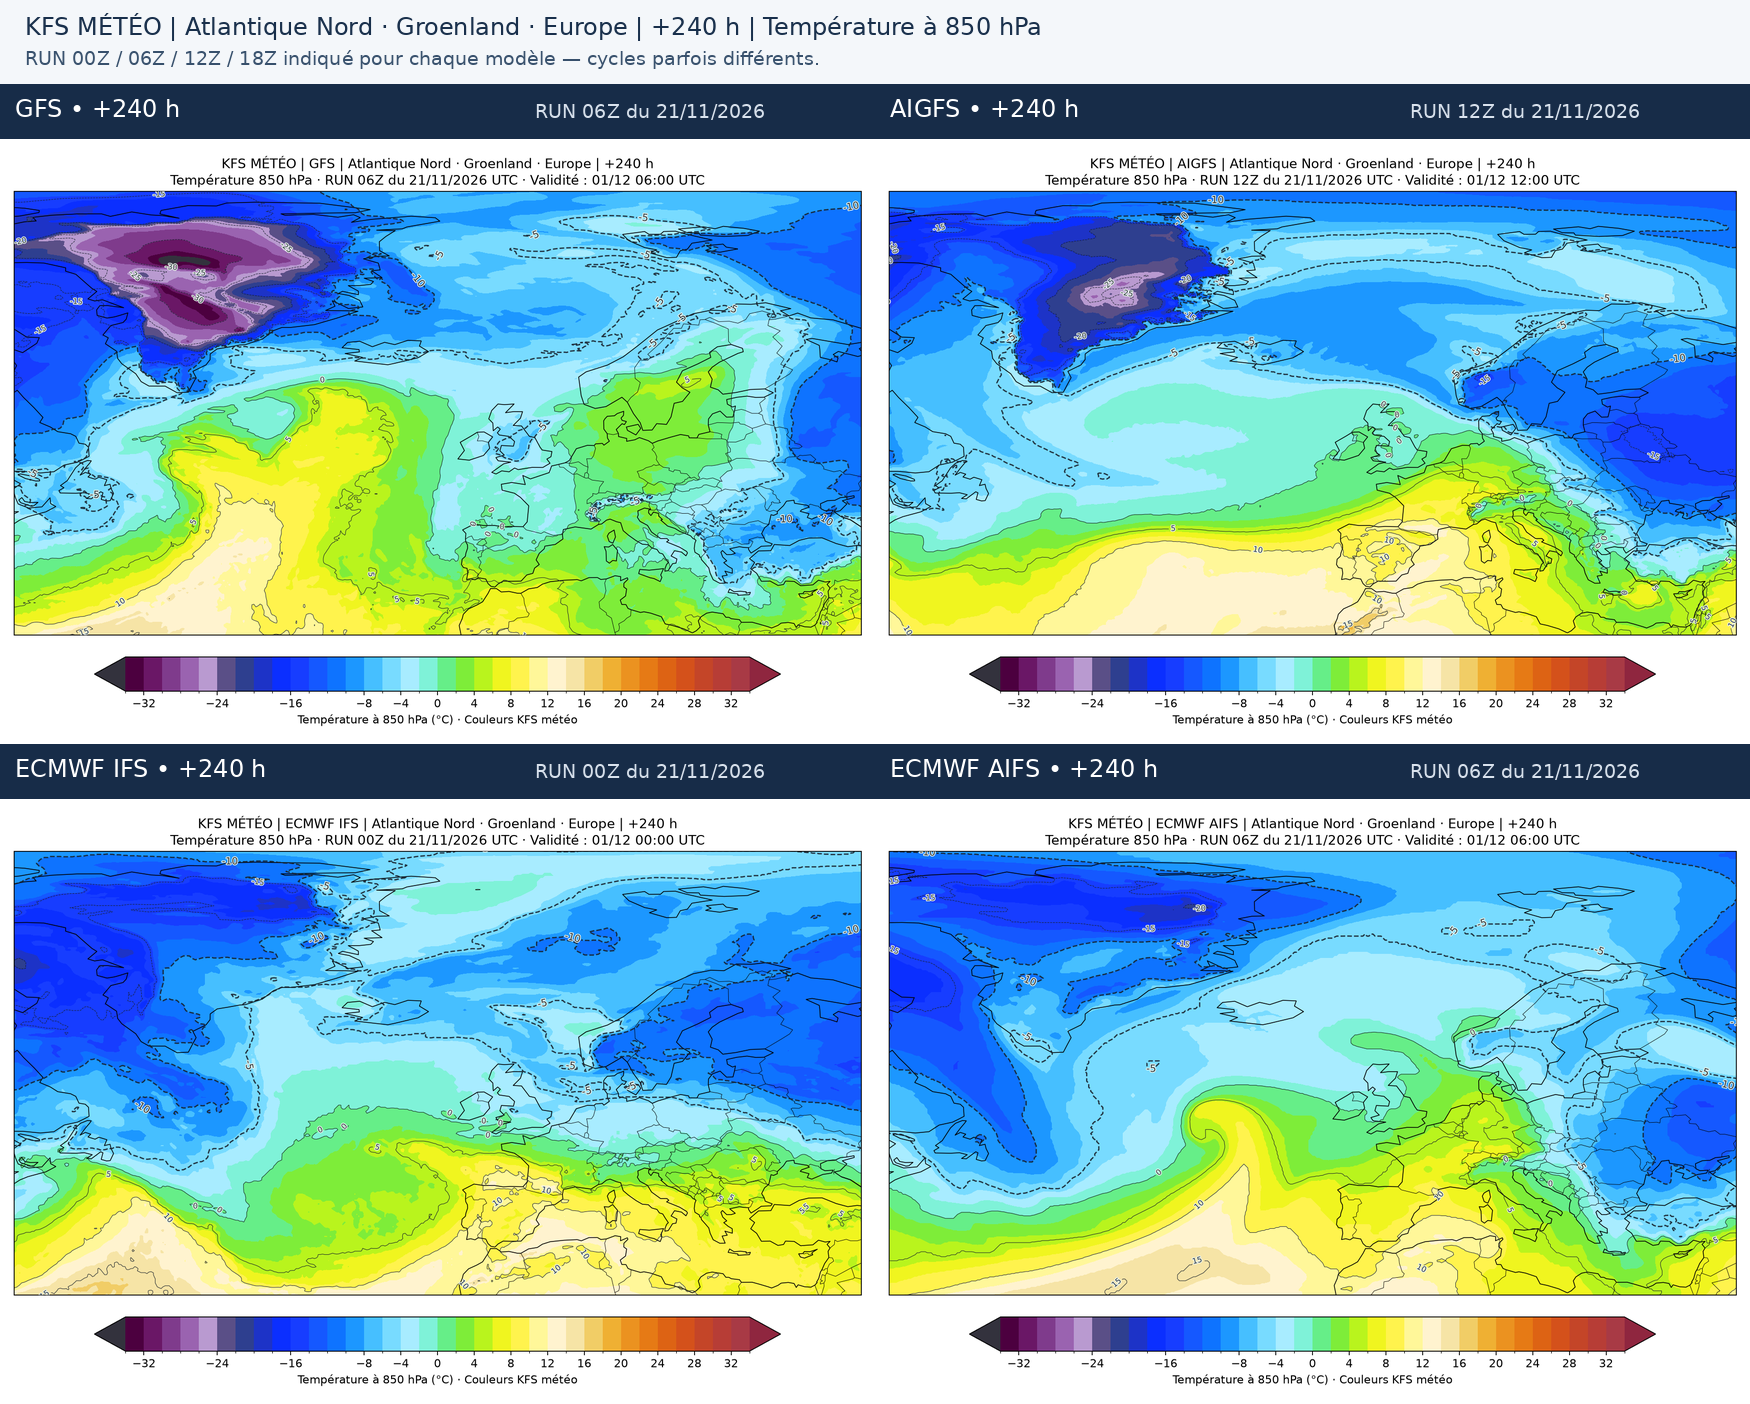 KFS MÉTÉO | Atlantique Nord · Groenland · Europe | +240 h | Température à 850 hPa
RUN 00Z / 06Z / 12Z / 18Z indiqué pour chaque modèle — cycles parfois différents.
GFS • +240 h
RUN 06Z du 21/11/2026
KFS MÉTÉO | GFS | Atlantique Nord · Groenland · Europe | +240 h
Température 850 hPa · RUN 06Z du 21/11/2026 UTC · Validité : 01/12 06:00 UTC
−32 −24 −16 −8 −4 0 4 8 12 16 20 24 28 32
Température à 850 hPa (°C) · Couleurs KFS météo
AIGFS • +240 h
RUN 12Z du 21/11/2026
KFS MÉTÉO | AIGFS | Atlantique Nord · Groenland · Europe | +240 h
Température 850 hPa · RUN 12Z du 21/11/2026 UTC · Validité : 01/12 12:00 UTC
−32 −24 −16 −8 −4 0 4 8 12 16 20 24 28 32
Température à 850 hPa (°C) · Couleurs KFS météo
ECMWF IFS • +240 h
RUN 00Z du 21/11/2026
KFS MÉTÉO | ECMWF IFS | Atlantique Nord · Groenland · Europe | +240 h
Température 850 hPa · RUN 00Z du 21/11/2026 UTC · Validité : 01/12 00:00 UTC
−32 −24 −16 −8 −4 0 4 8 12 16 20 24 28 32
Température à 850 hPa (°C) · Couleurs KFS météo
ECMWF AIFS • +240 h
RUN 06Z du 21/11/2026
KFS MÉTÉO | ECMWF AIFS | Atlantique Nord · Groenland · Europe | +240 h
Température 850 hPa · RUN 06Z du 21/11/2026 UTC · Validité : 01/12 06:00 UTC
−32 −24 −16 −8 −4 0 4 8 12 16 20 24 28 32
Température à 850 hPa (°C) · Couleurs KFS météo